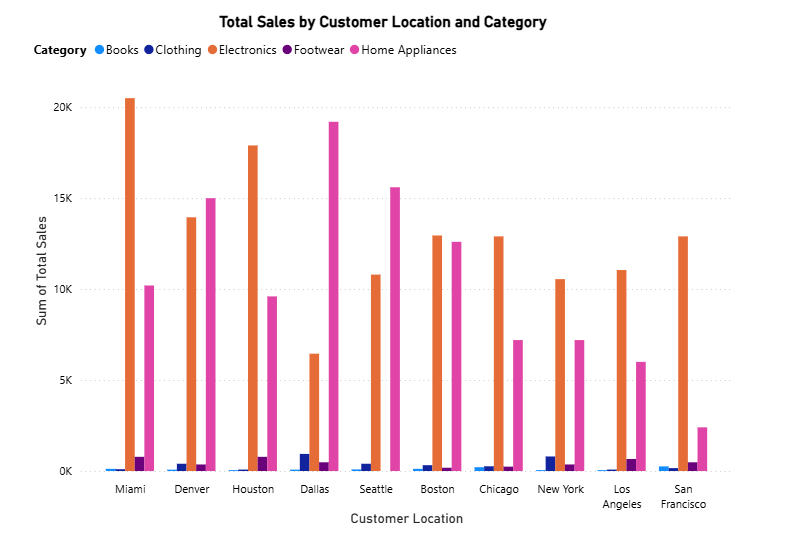 Total Sales by Customer Location and Category
Category Books Clothing Electronics Footwear Home Appliances
20K
15K
10K
5K
0K
Sum of Total Sales
Miami Denver Houston Dallas Seattle Boston Chicago New York Los Angeles San Francisco
Customer Location